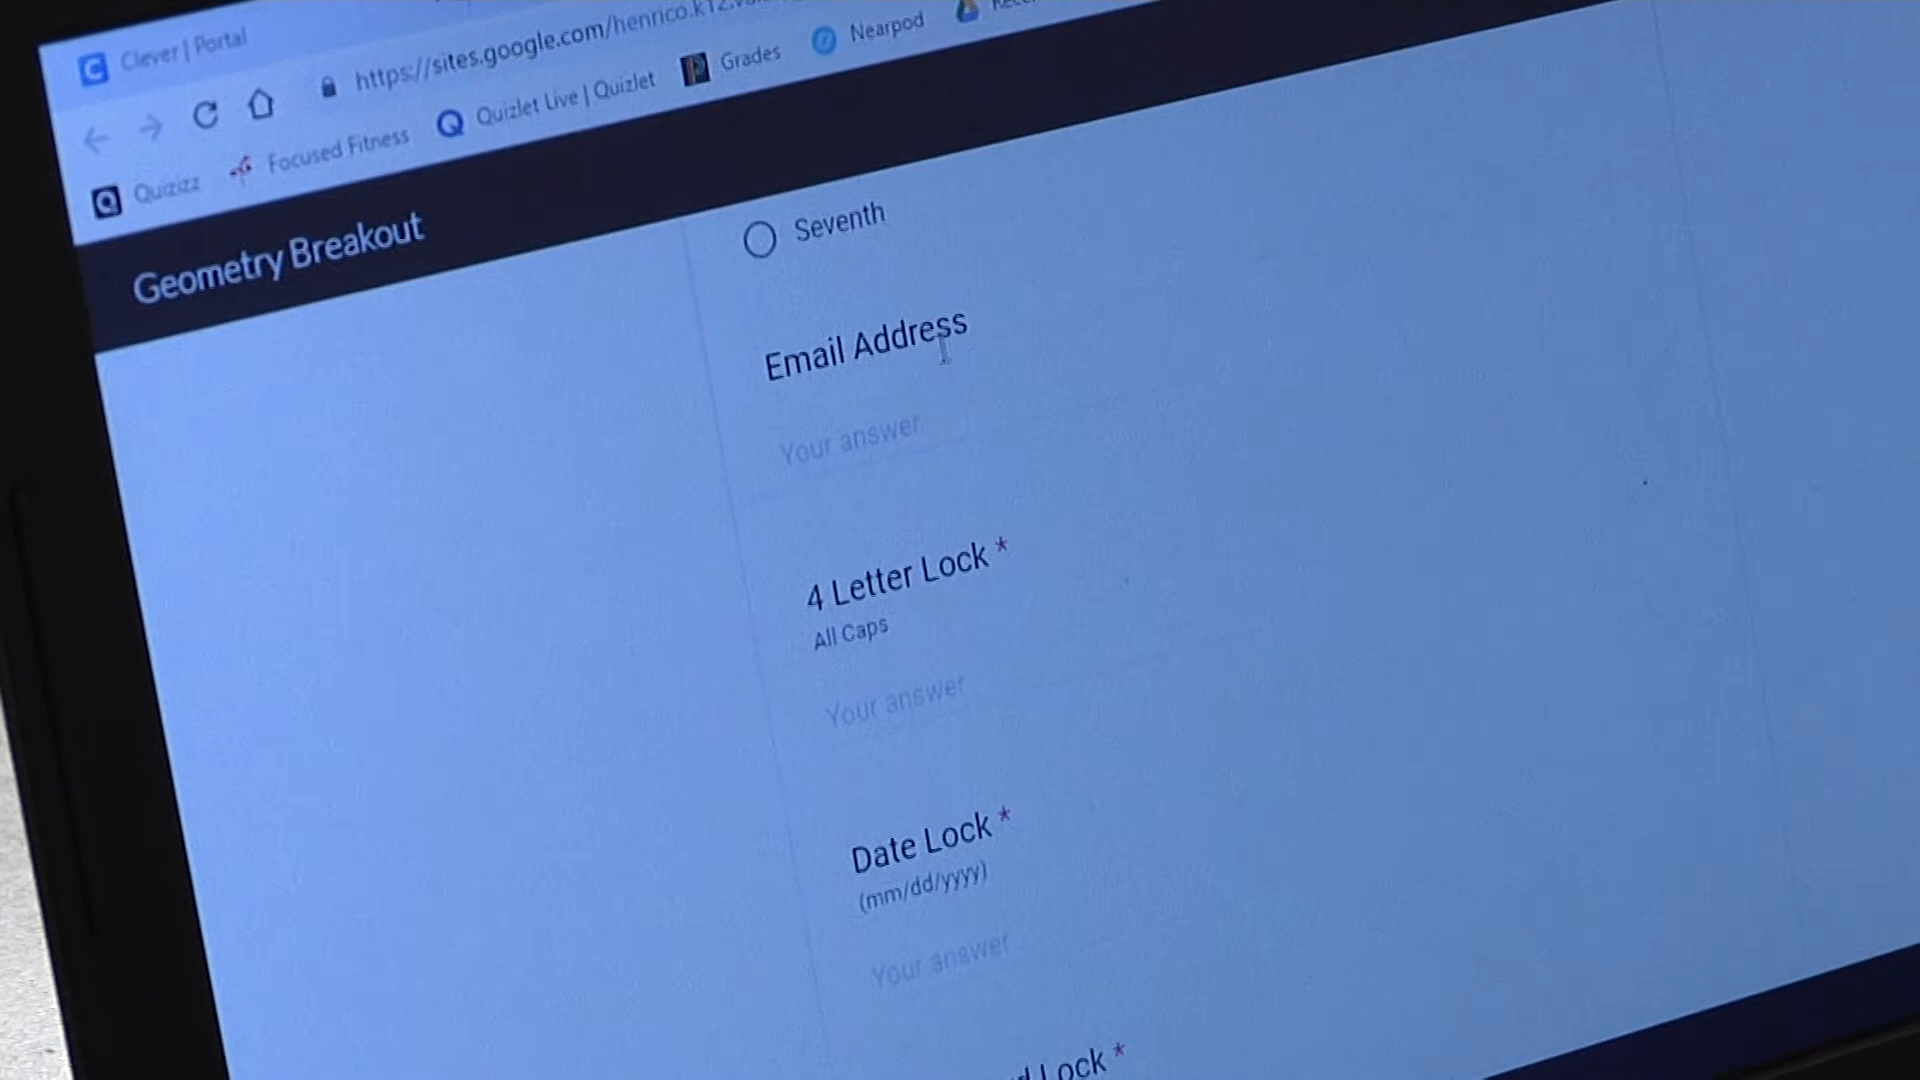 Clever | Portal
https://sites.google.com/henrico.k12.va
Quizizz
Focused Fitness
Quizlet Live | Quizlet
Grades
Nearpod
Geometry Breakout
Seventh
Email Address
Your answer
4 Letter Lock *
All Caps
Your answer
Date Lock *
(mm/dd/yyyy)
Your answer
Lock *